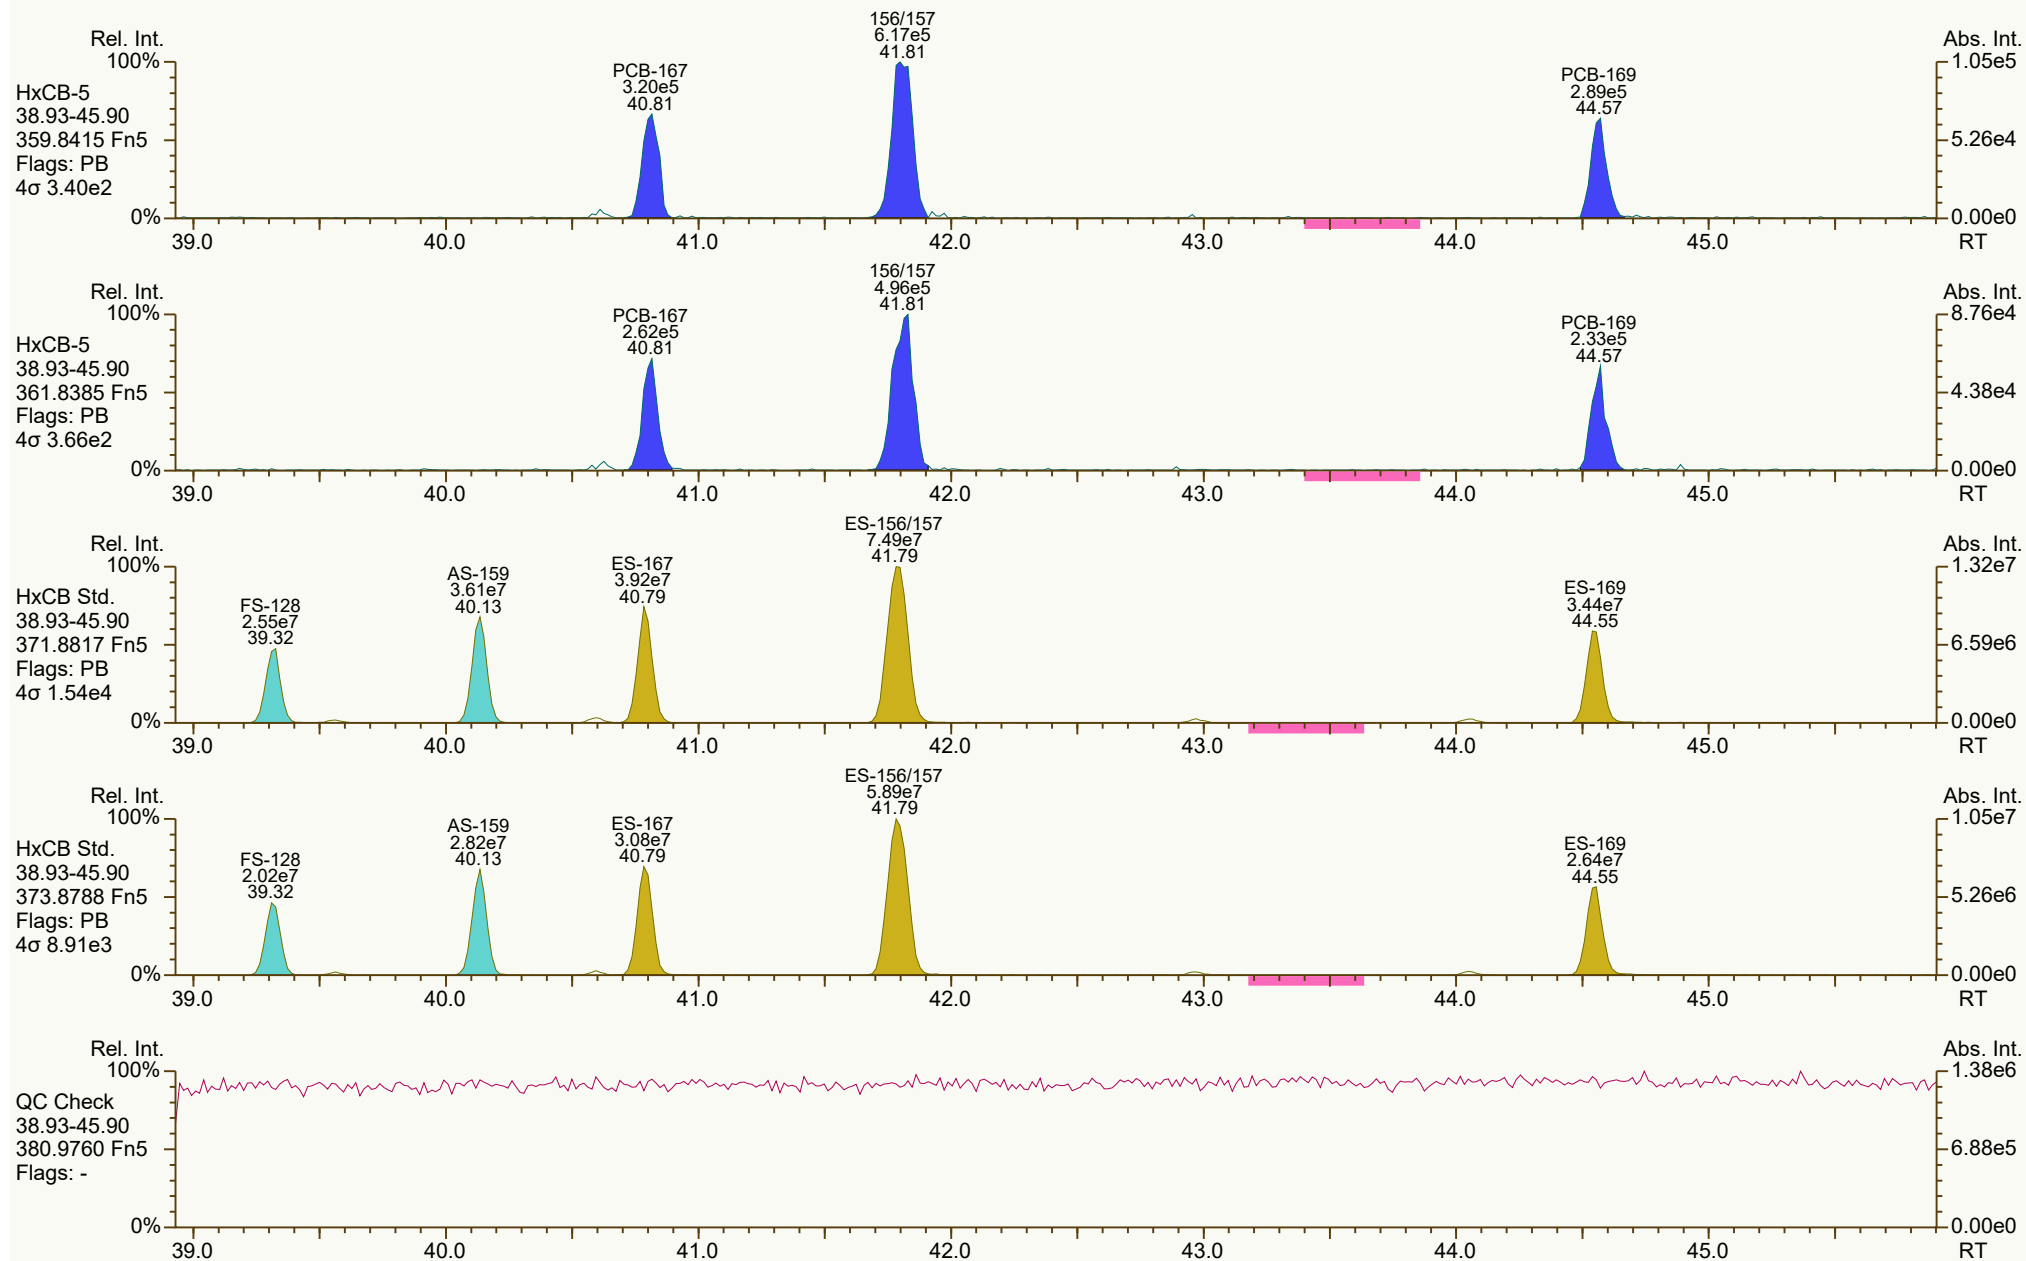 156/157
6.17e5
41.81
Rel. Int.
Abs. Int.
100%
1.05e5
PCB-167
3.20e5
40.81
PCB-169
2.89e5
44.57
HxCB-5
38.93-45.90
359.8415 Fn5
Flags: PB
4σ 3.40e2
5.26e4
0%
0.00e0
39.0 40.0 41.0 42.0 43.0 44.0 45.0 RT
156/157
4.96e5
41.81
Rel. Int.
Abs. Int.
100%
8.76e4
PCB-167
2.62e5
40.81
PCB-169
2.33e5
44.57
HxCB-5
38.93-45.90
361.8385 Fn5
Flags: PB
4σ 3.66e2
4.38e4
0%
0.00e0
39.0 40.0 41.0 42.0 43.0 44.0 45.0 RT
ES-156/157
7.49e7
41.79
Rel. Int.
Abs. Int.
100%
1.32e7
FS-128
2.55e7
39.32
AS-159
3.61e7
40.13
ES-167
3.92e7
40.79
ES-169
3.44e7
44.55
HxCB Std.
38.93-45.90
371.8817 Fn5
Flags: PB
4σ 1.54e4
6.59e6
0%
0.00e0
39.0 40.0 41.0 42.0 43.0 44.0 45.0 RT
ES-156/157
5.89e7
41.79
Rel. Int.
Abs. Int.
100%
1.05e7
FS-128
2.02e7
39.32
AS-159
2.82e7
40.13
ES-167
3.08e7
40.79
ES-169
2.64e7
44.55
HxCB Std.
38.93-45.90
373.8788 Fn5
Flags: PB
4σ 8.91e3
5.26e6
0%
0.00e0
39.0 40.0 41.0 42.0 43.0 44.0 45.0 RT
Rel. Int.
Abs. Int.
100%
1.38e6
QC Check
38.93-45.90
380.9760 Fn5
Flags: -
6.88e5
0%
0.00e0
39.0 40.0 41.0 42.0 43.0 44.0 45.0 RT